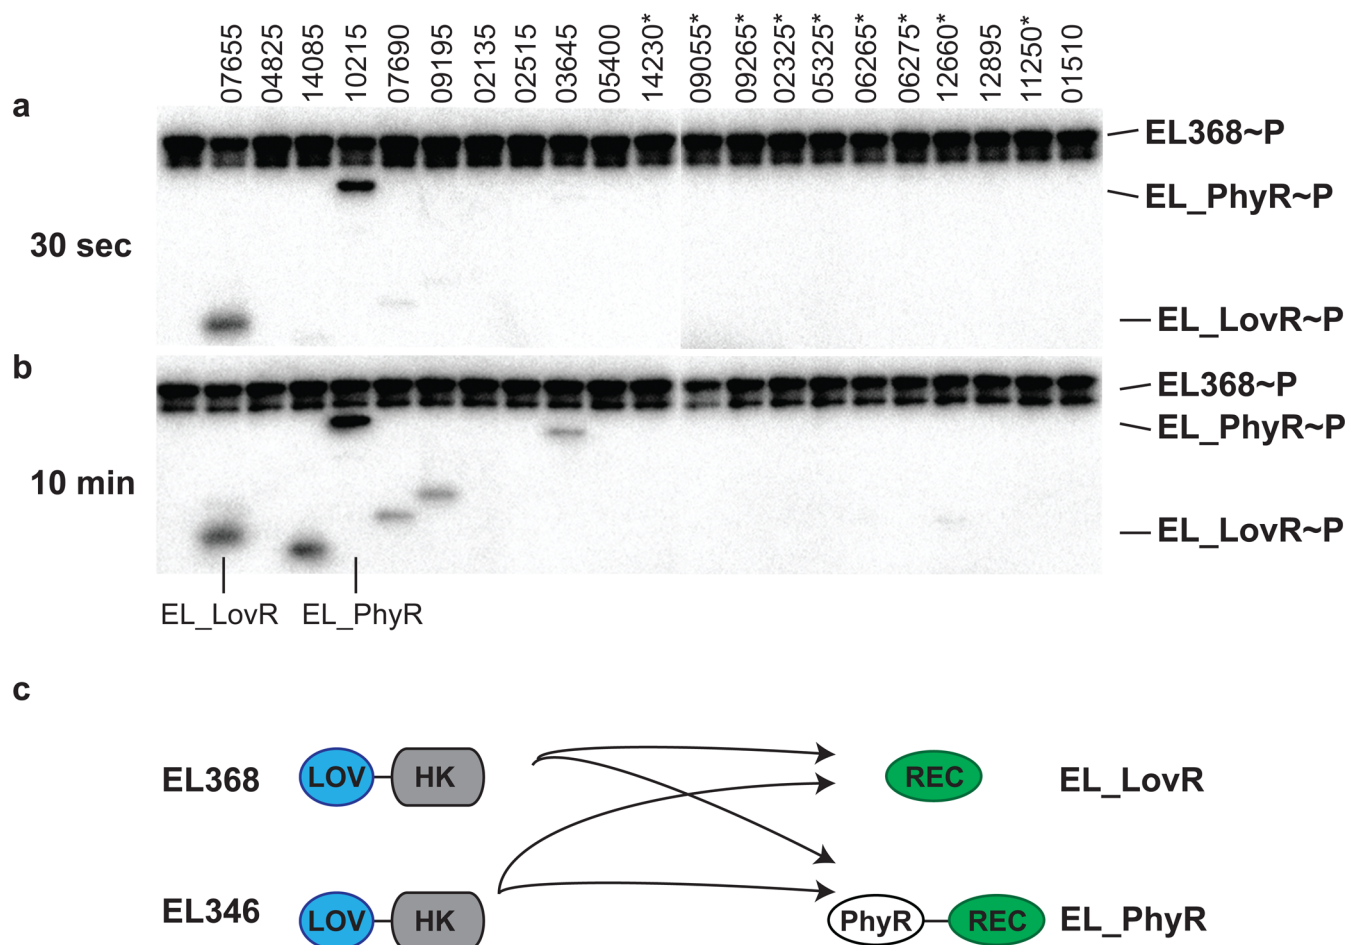 07655 04825 14085 10215 07690 09195 02135 02515 03645 05400 14230* 09055* 09265* 02325* 05325* 06265* 06275* 12660* 12895 11250* 01510
a
EL368~P
EL_PhyR~P
30 sec
EL_LovR~P
b
EL368~P
EL_PhyR~P
10 min
EL_LovR~P
EL_LovR EL_PhyR
c
EL368 LOV HK REC EL_LovR
EL346 LOV HK PhyR REC EL_PhyR